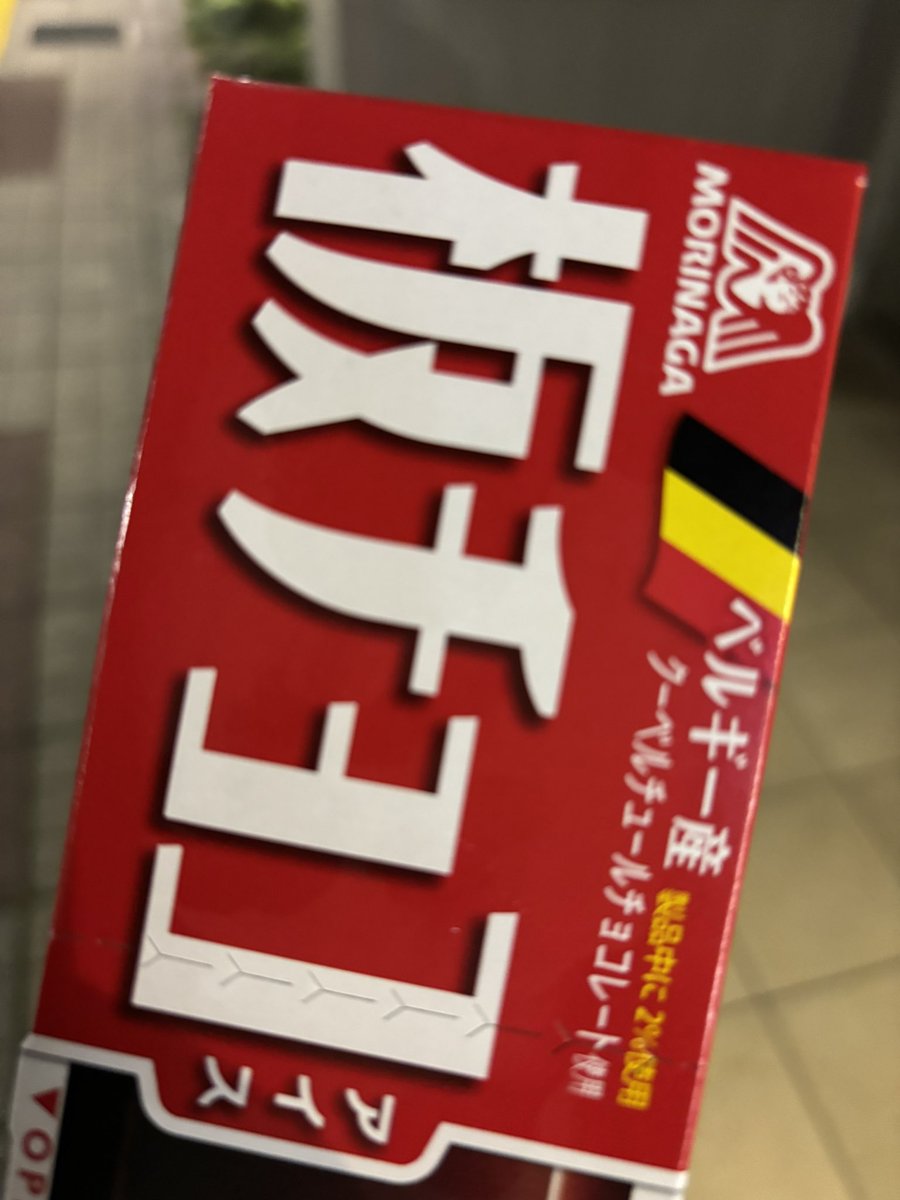 MORINAGA
ベルギー産
クーベルチュールチョコレート使用
製品中に2%使用
板チョコ
アイス
▼OP